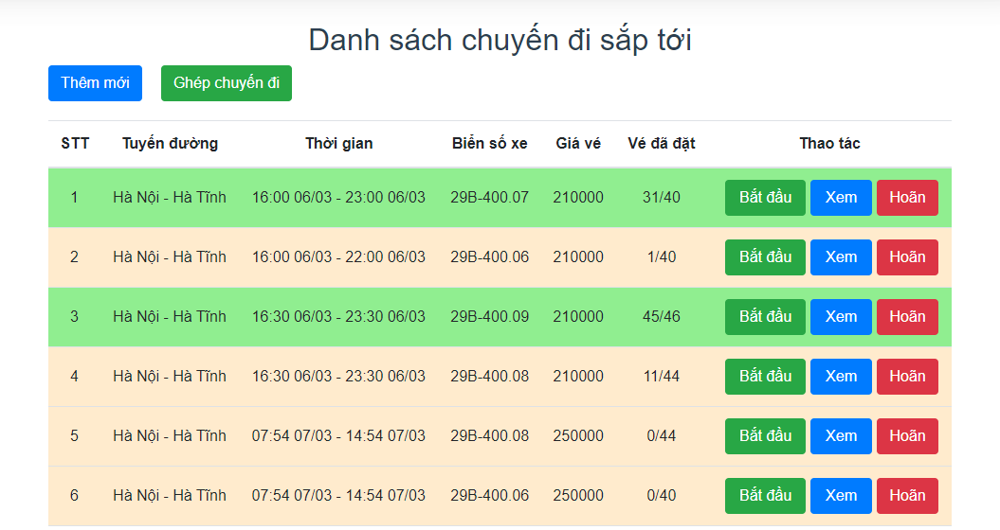 Danh sách chuyến đi sắp tới
Thêm mới Ghép chuyến đi
STT Tuyến đường Thời gian Biển số xe Giá vé Vé đã đặt Thao tác
1 Hà Nội - Hà Tĩnh 16:00 06/03 - 23:00 06/03 29B-400.07 210000 31/40 Bắt đầu Xem Hoãn
2 Hà Nội - Hà Tĩnh 16:00 06/03 - 22:00 06/03 29B-400.06 210000 1/40 Bắt đầu Xem Hoãn
3 Hà Nội - Hà Tĩnh 16:30 06/03 - 23:30 06/03 29B-400.09 210000 45/46 Bắt đầu Xem Hoãn
4 Hà Nội - Hà Tĩnh 16:30 06/03 - 23:30 06/03 29B-400.08 210000 11/44 Bắt đầu Xem Hoãn
5 Hà Nội - Hà Tĩnh 07:54 07/03 - 14:54 07/03 29B-400.08 250000 0/44 Bắt đầu Xem Hoãn
6 Hà Nội - Hà Tĩnh 07:54 07/03 - 14:54 07/03 29B-400.06 250000 0/40 Bắt đầu Xem Hoãn